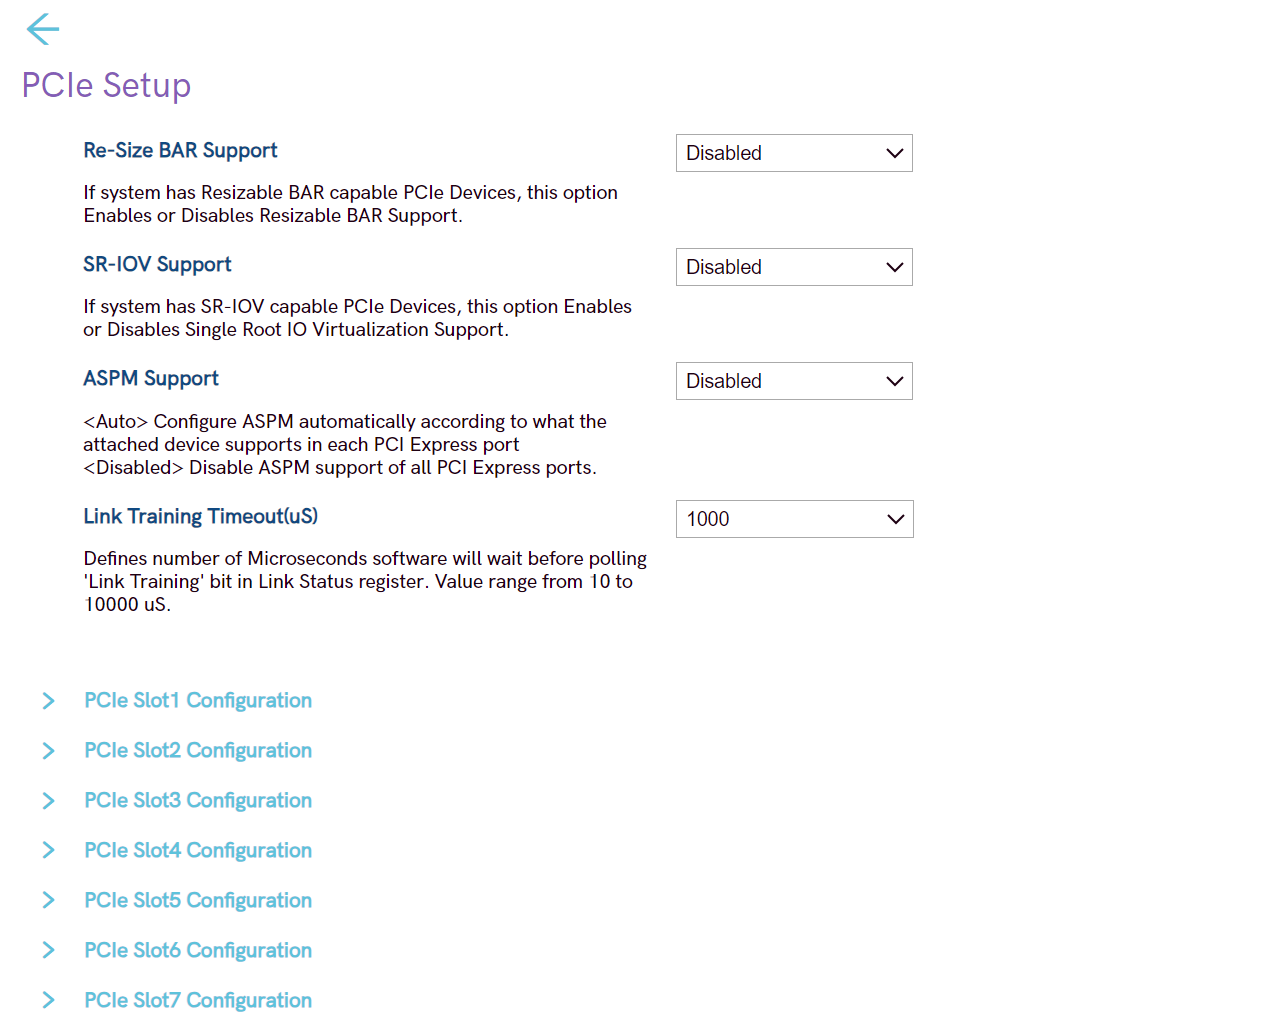 PCIe Setup
Re-Size BAR Support
Disabled
If system has Resizable BAR capable PCIe Devices, this option
Enables or Disables Resizable BAR Support.
SR-IOV Support
Disabled
If system has SR-IOV capable PCIe Devices, this option Enables
or Disables Single Root IO Virtualization Support.
ASPM Support
Disabled
<Auto> Configure ASPM automatically according to what the
attached device supports in each PCI Express port
<Disabled> Disable ASPM support of all PCI Express ports.
Link Training Timeout(uS)
1000
Defines number of Microseconds software will wait before polling
'Link Training' bit in Link Status register. Value range from 10 to
10000 uS.
PCIe Slot1 Configuration
PCIe Slot2 Configuration
PCIe Slot3 Configuration
PCIe Slot4 Configuration
PCIe Slot5 Configuration
PCIe Slot6 Configuration
PCIe Slot7 Configuration